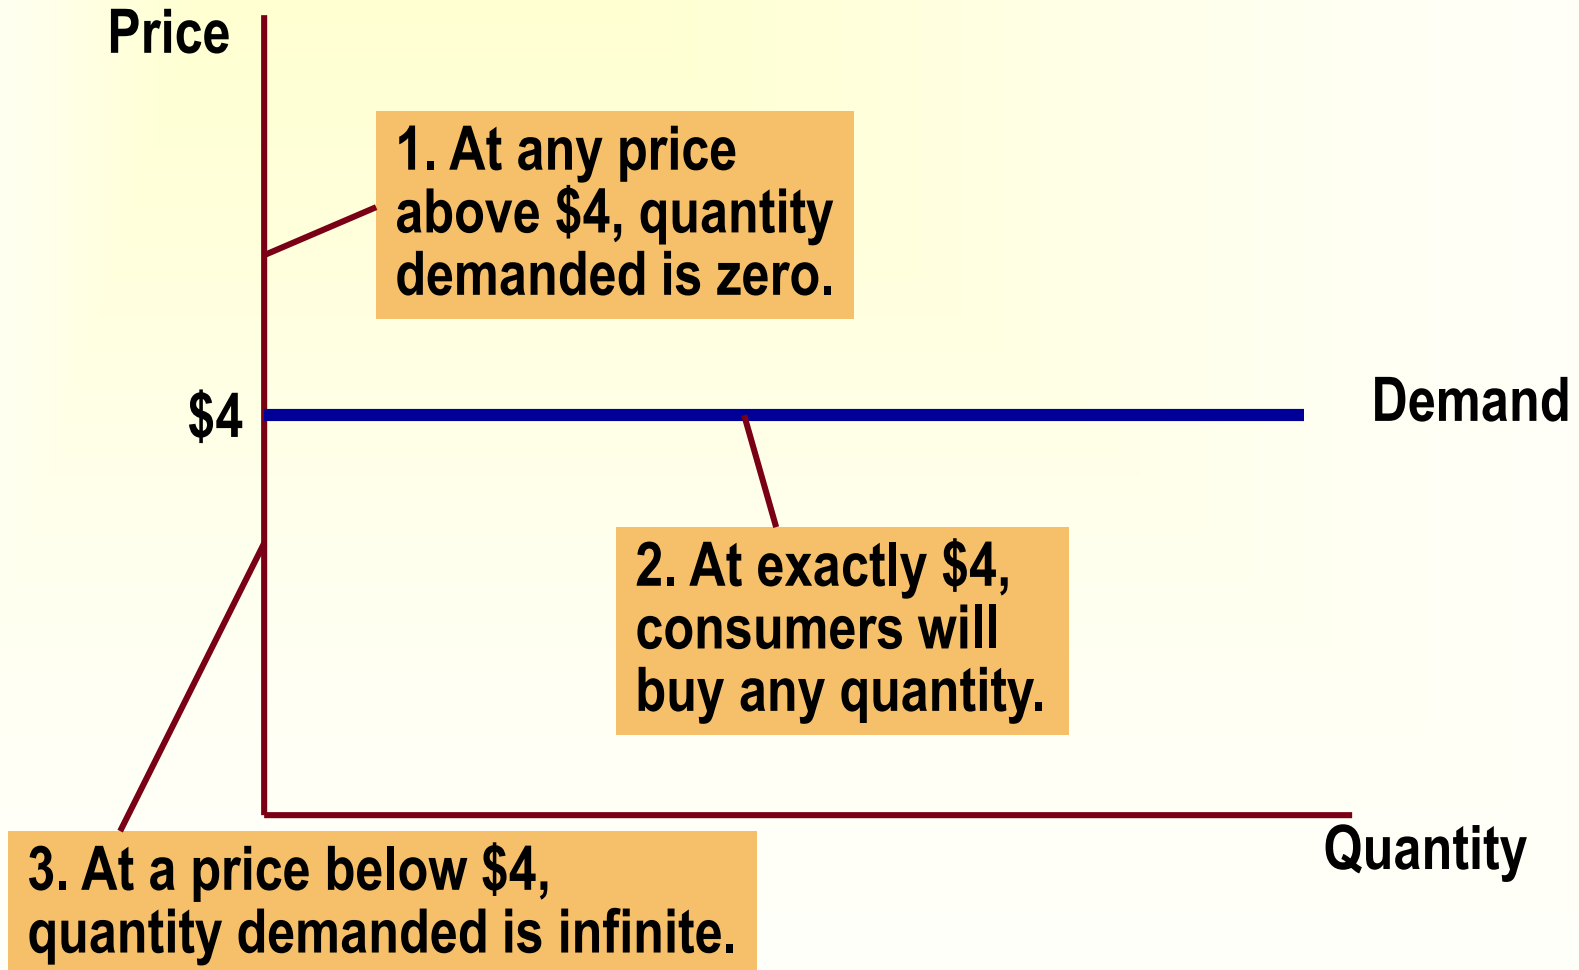 Price
1. At any price
above $4, quantity
demanded is zero.
$4
Demand
2. At exactly $4,
consumers will
buy any quantity.
Quantity
3. At a price below $4,
quantity demanded is infinite.